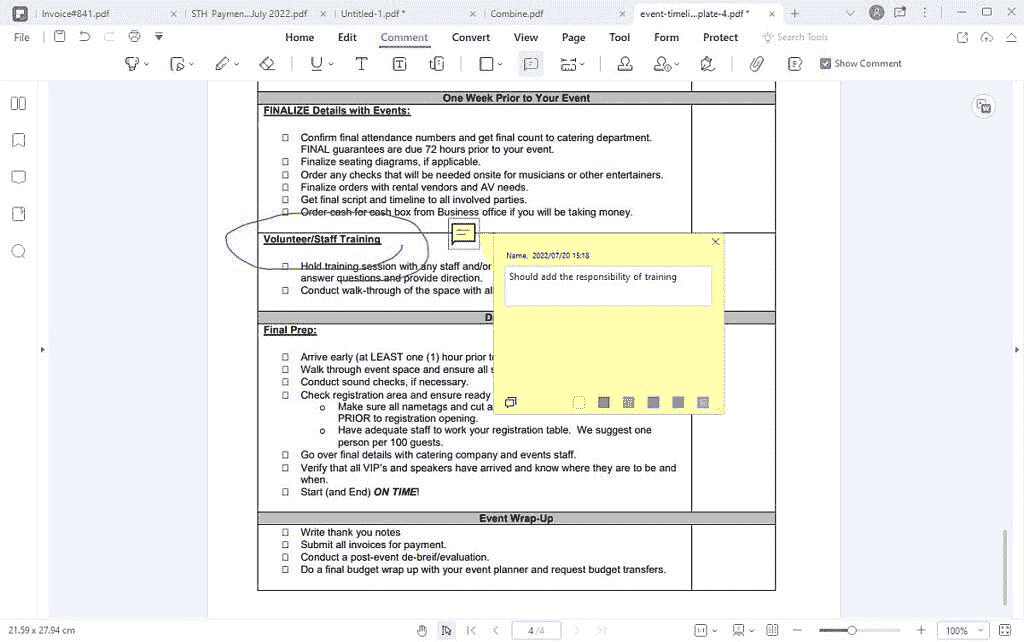 Invoice#841.pdf
STH Paymen...July 2022.pdf
Untitled-1.pdf *
Combine.pdf
event-timeli...plate-4.pdf *
File
Home
Edit
Comment
Convert
View
Page
Tool
Form
Protect
Search Tools
Show Comment
One Week Prior to Your Event
FINALIZE Details with Events:
Confirm final attendance numbers and get final count to catering department.
FINAL guarantees are due 72 hours prior to your event.
Finalize seating diagrams, if applicable.
Order any checks that will be needed onsite for musicians or other entertainers.
Finalize orders with rental vendors and AV needs.
Get final script and timeline to all involved parties.
Order cash for cash box from Business office if you will be taking money.
Volunteer/Staff Training
Hold training session with any staff and/or
answer questions and provide direction.
Conduct walk-through of the space with al
Name, 2022/07/20 15:18
Should add the responsibility of training
D
Final Prep:
Arrive early (at LEAST one (1) hour prior t
Walk through event space and ensure all s
Conduct sound checks, if necessary.
Check registration area and ensure ready
o Make sure all nametags and cut a
PRIOR to registration opening.
o Have adequate staff to work your registration table. We suggest one
person per 100 guests.
Go over final details with catering company and events staff.
Verify that all VIP's and speakers have arrived and know where they are to be and
when.
Start (and End) ON TIME!
Event Wrap-Up
Write thank you notes
Submit all invoices for payment.
Conduct a post-event de-breif/evaluation.
Do a final budget wrap up with your event planner and request budget transfers.
21.59 x 27.94 cm
4 /4
100%